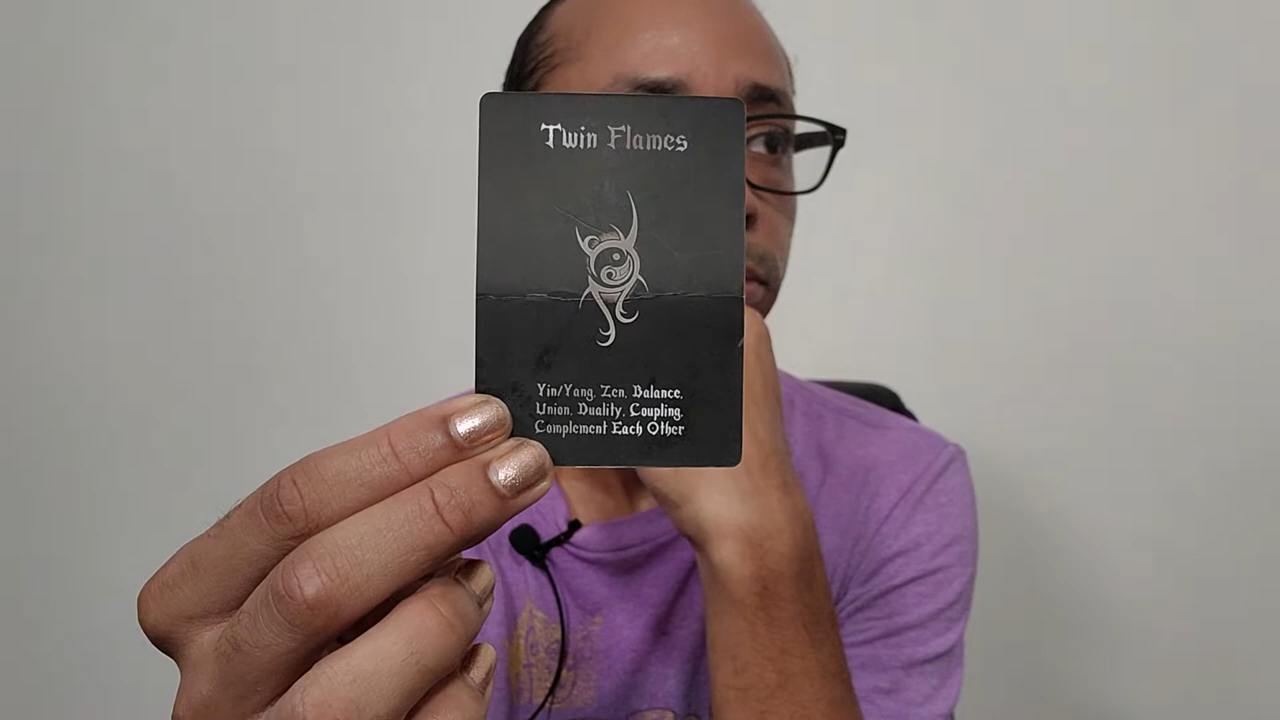 Twin Flames
Yin/Yang, Zen, Balance,
Union, Duality, Coupling,
Complement Each Other